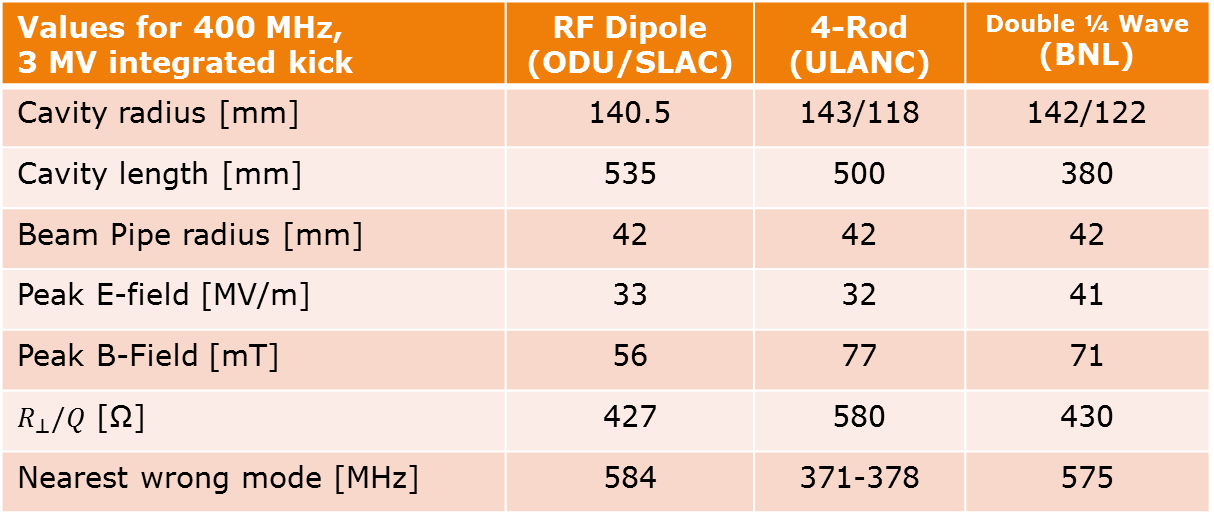 Values for 400 MHz, 3 MV integrated kick RF Dipole (ODU/SLAC) 4-Rod (ULANC) Double ¼ Wave (BNL)
Cavity radius [mm] 140.5 143/118 142/122
Cavity length [mm] 535 500 380
Beam Pipe radius [mm] 42 42 42
Peak E-field [MV/m] 33 32 41
Peak B-Field [mT] 56 77 71
R⊥/Q [Ω] 427 580 430
Nearest wrong mode [MHz] 584 371-378 575